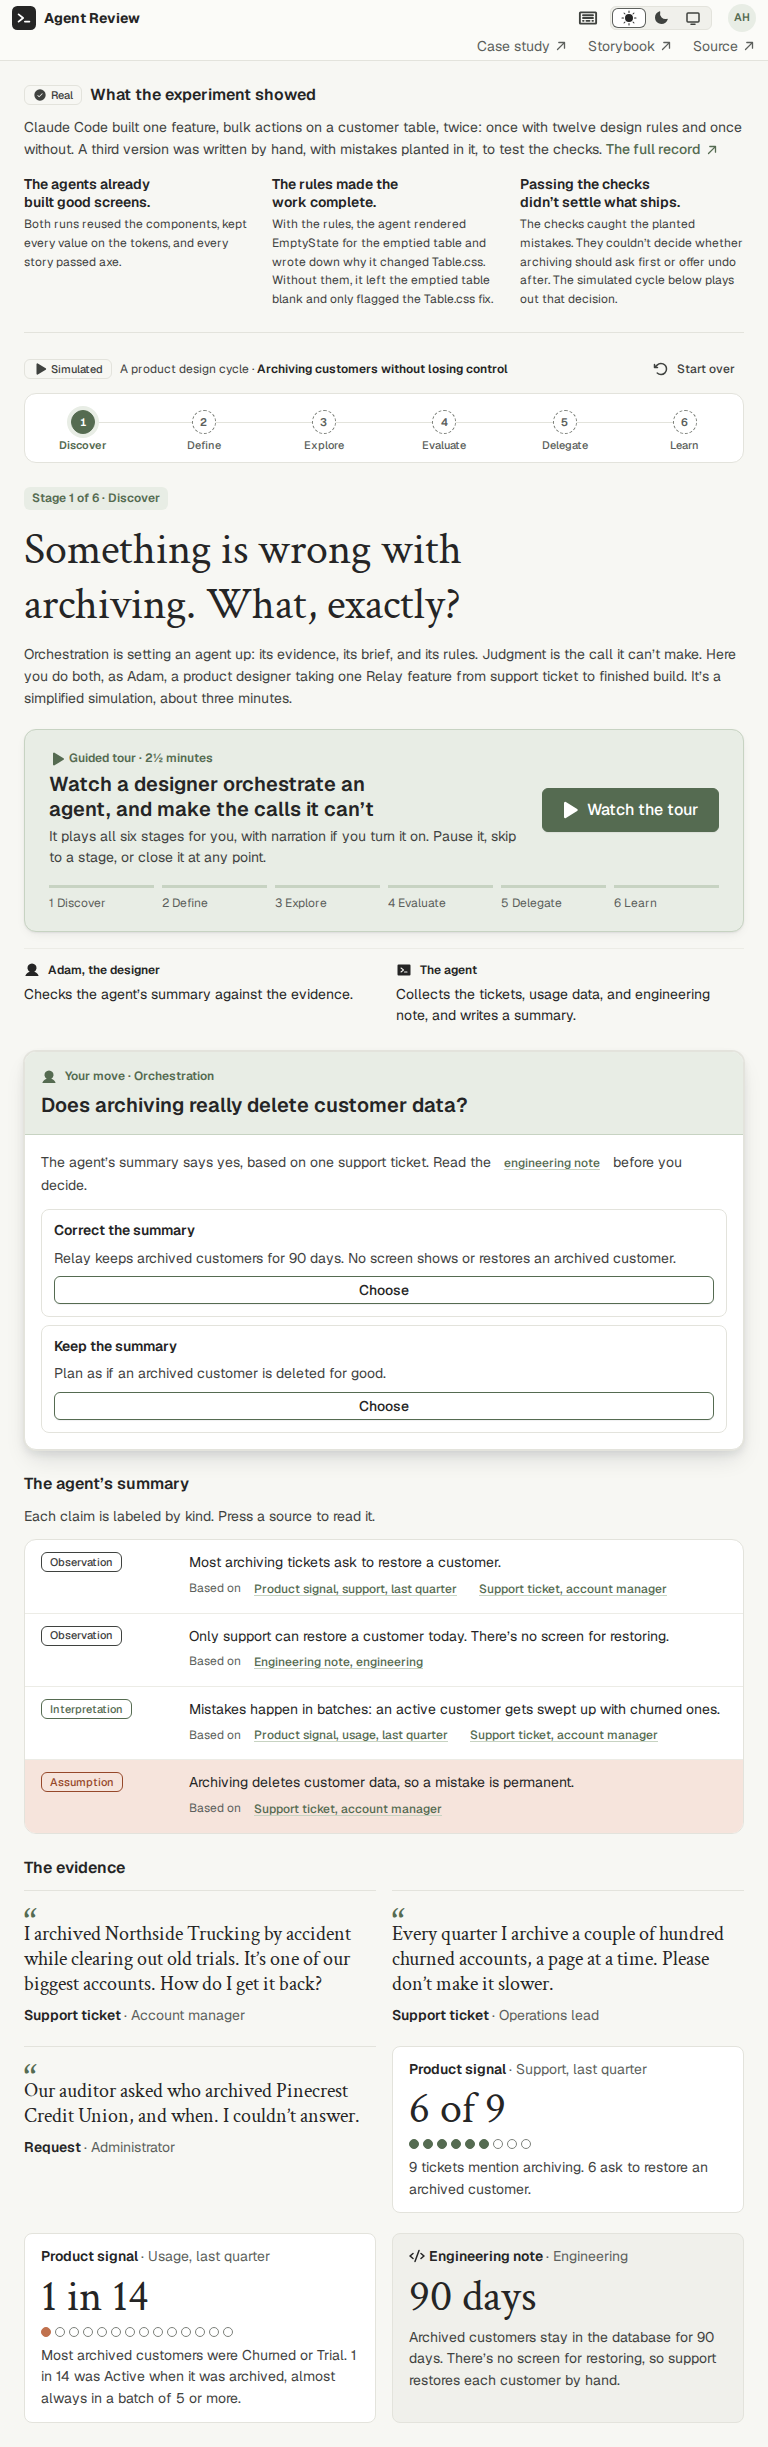 Agent Review
AH
Case study ↗ Storybook ↗ Source ↗
Real What the experiment showed
Claude Code built one feature, bulk actions on a customer table, twice: once with twelve design rules and once
without. A third version was written by hand, with mistakes planted in it, to test the checks. The full record ↗
The agents already
built good screens.
Both runs reused the components, kept
every value on the tokens, and every
story passed axe.
The rules made the
work complete.
With the rules, the agent rendered
EmptyState for the emptied table and
wrote down why it changed Table.css.
Without them, it left the emptied table
blank and only flagged the Table.css fix.
Passing the checks
didn’t settle what ships.
The checks caught the planted
mistakes. They couldn’t decide whether
archiving should ask first or offer undo
after. The simulated cycle below plays
out that decision.
Simulated A product design cycle · Archiving customers without losing control Start over
1 2 3 4 5 6
Discover Define Explore Evaluate Delegate Learn
Stage 1 of 6 · Discover
Something is wrong with
archiving. What, exactly?
Orchestration is setting an agent up: its evidence, its brief, and its rules. Judgment is the call it can’t make. Here
you do both, as Adam, a product designer taking one Relay feature from support ticket to finished build. It’s a
simplified simulation, about three minutes.
Guided tour · 2½ minutes
Watch a designer orchestrate an
agent, and make the calls it can’t
It plays all six stages for you, with narration if you turn it on. Pause it, skip
to a stage, or close it at any point.
Watch the tour
1 Discover 2 Define 3 Explore 4 Evaluate 5 Delegate 6 Learn
Adam, the designer
Checks the agent’s summary against the evidence.
The agent
Collects the tickets, usage data, and engineering
note, and writes a summary.
Your move · Orchestration
Does archiving really delete customer data?
The agent’s summary says yes, based on one support ticket. Read the engineering note before you
decide.
Correct the summary
Relay keeps archived customers for 90 days. No screen shows or restores an archived customer.
Choose
Keep the summary
Plan as if an archived customer is deleted for good.
Choose
The agent’s summary
Each claim is labeled by kind. Press a source to read it.
Observation Most archiving tickets ask to restore a customer.
Based on Product signal, support, last quarter Support ticket, account manager
Observation Only support can restore a customer today. There’s no screen for restoring.
Based on Engineering note, engineering
Interpretation Mistakes happen in batches: an active customer gets swept up with churned ones.
Based on Product signal, usage, last quarter Support ticket, account manager
Assumption Archiving deletes customer data, so a mistake is permanent.
Based on Support ticket, account manager
The evidence
“
I archived Northside Trucking by accident
while clearing out old trials. It’s one of our
biggest accounts. How do I get it back?
Support ticket · Account manager
“
Every quarter I archive a couple of hundred
churned accounts, a page at a time. Please
don’t make it slower.
Support ticket · Operations lead
“
Our auditor asked who archived Pinecrest
Credit Union, and when. I couldn’t answer.
Request · Administrator
Product signal · Support, last quarter
6 of 9
9 tickets mention archiving. 6 ask to restore an
archived customer.
Product signal · Usage, last quarter
1 in 14
Most archived customers were Churned or Trial. 1
in 14 was Active when it was archived, almost
always in a batch of 5 or more.
Engineering note · Engineering
90 days
Archived customers stay in the database for 90
days. There’s no screen for restoring, so support
restores each customer by hand.